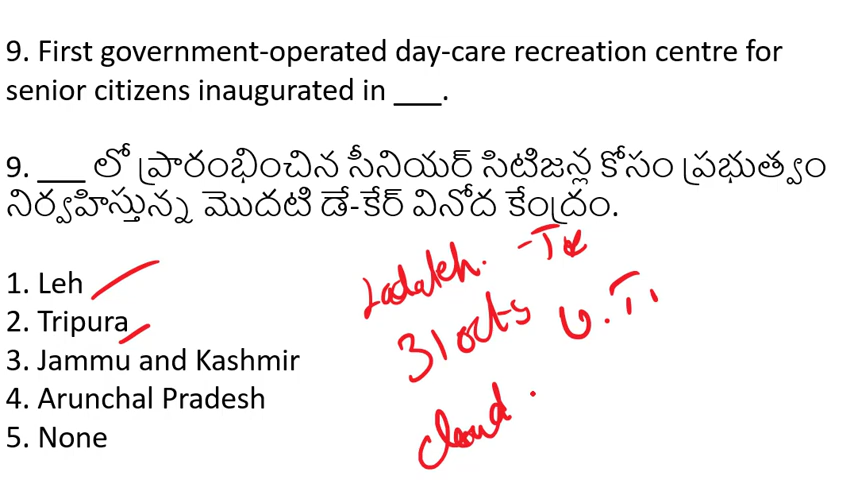 9. First government-operated day-care recreation centre for
senior citizens inaugurated in ___.
9. ___ లో ప్రారంభించిన సీనియర్ సిటిజన్ల కోసం ప్రభుత్వం
నిర్వహిస్తున్న మొదటి డే-కేర్ వినోద కేంద్రం.
1. Leh
2. Tripura
3. Jammu and Kashmir
4. Arunchal Pradesh
5. None
Ladakh.
31 octs U.T.
cloud